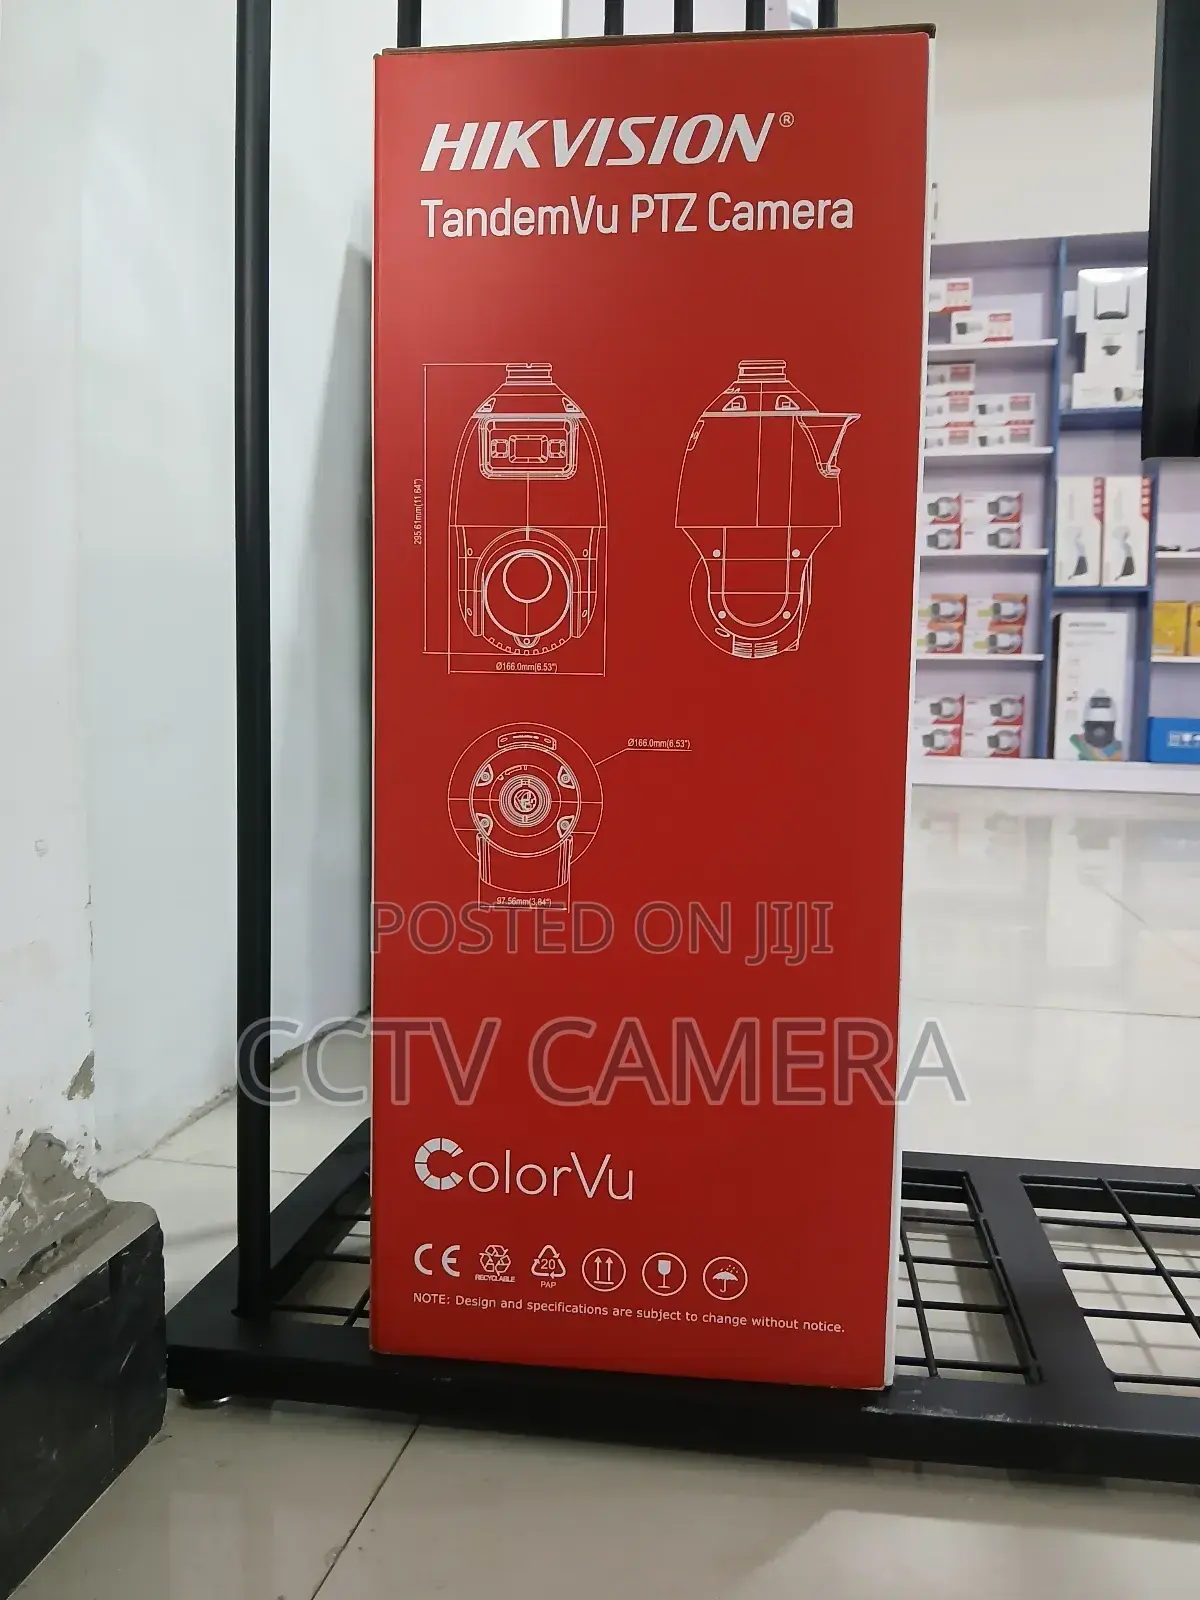 HIKVISION®
TandemVu PTZ Camera
295.61mm(11.64")
Ø166.0mm(6.53")
Ø166.0mm(6.53")
97.56mm(3.84")
POSTED ON JIJI
CCTV CAMERA
ColorVu
CE
RECYCLABLE
20
PAP
NOTE: Design and specifications are subject to change without notice.
HIKVISION